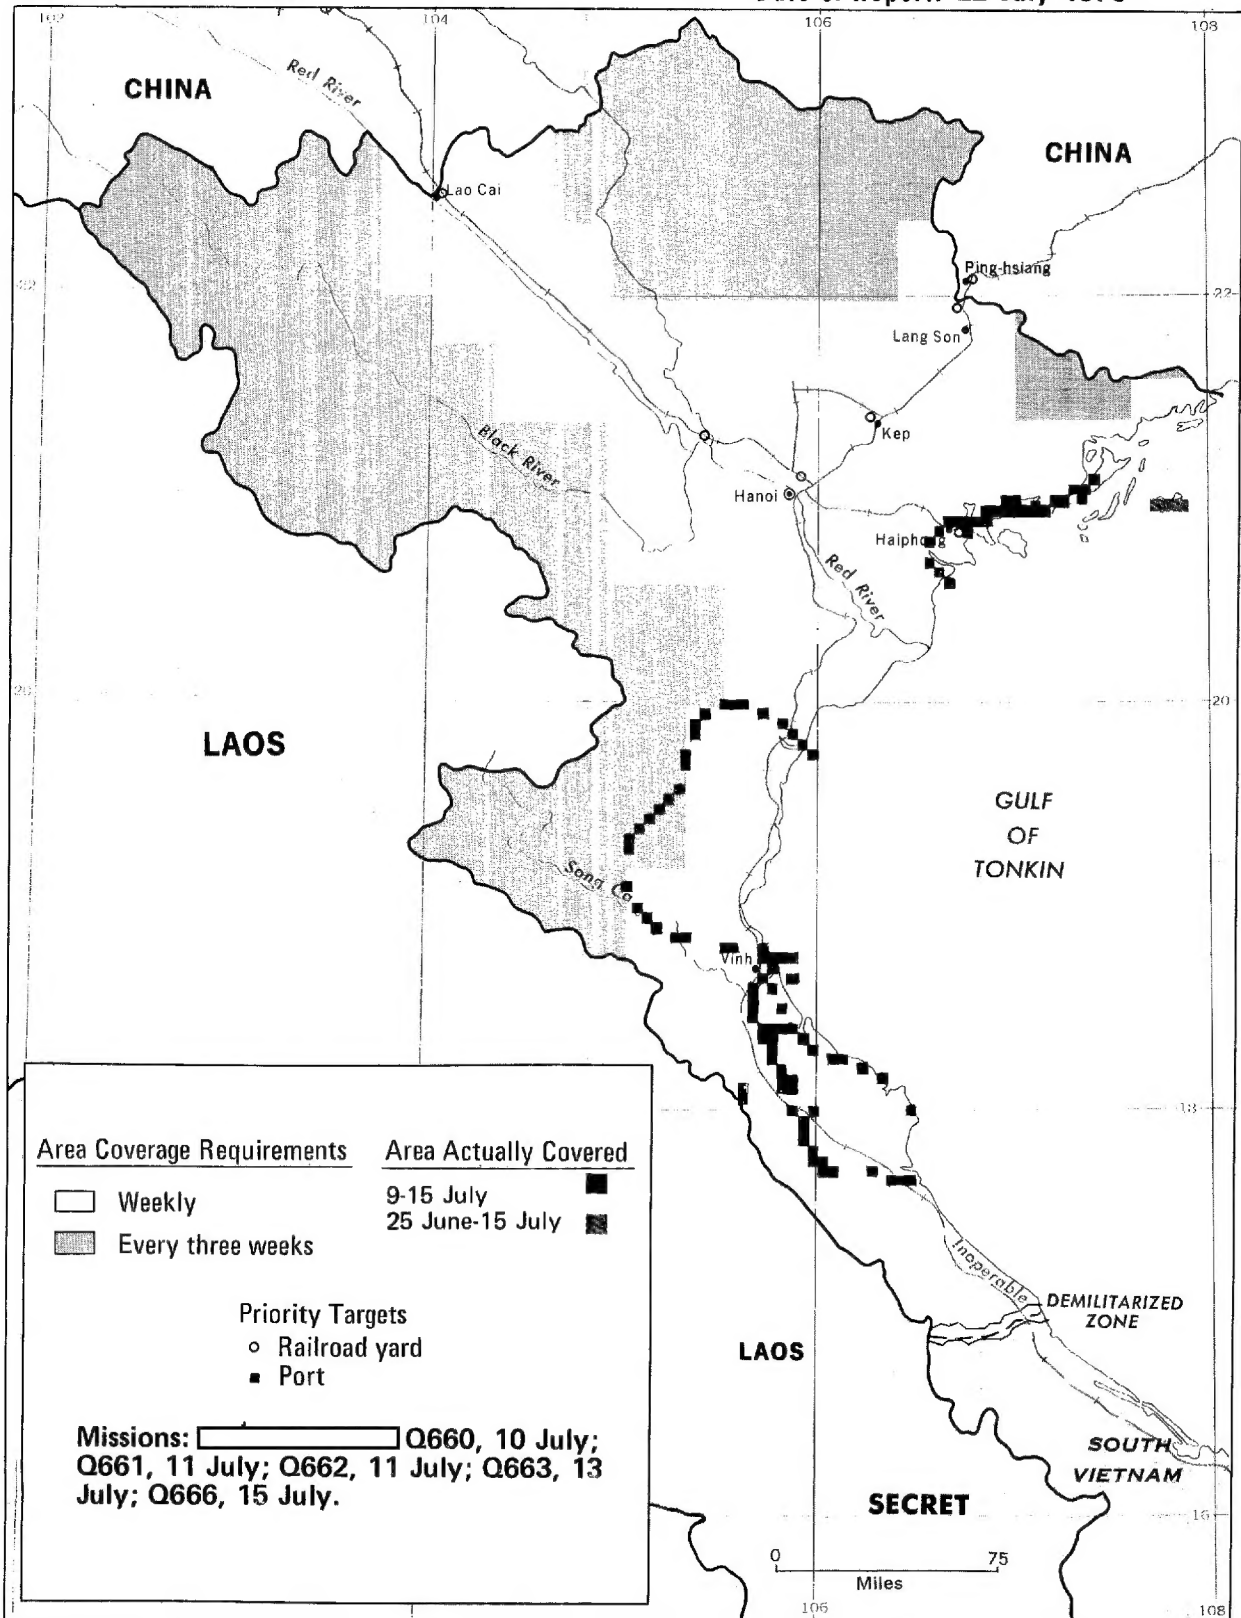 102
104
106
108
CHINA
Red River
CHINA
Lao Cai
Ping-hsiang
22
Lang Son
Kep
Black River
Hanoi
Haiphong
Red River
20
20
LAOS
GULF
OF
TONKIN
Song Ca
Vinh
18
Area Coverage Requirements
Weekly
Every three weeks
Area Actually Covered
9-15 July
25 June-15 July
Priority Targets
Railroad yard
Port
Missions: Q660, 10 July;
Q661, 11 July; Q662, 11 July; Q663, 13
July; Q666, 15 July.
Inoperable
DEMILITARIZED
ZONE
LAOS
SOUTH
VIETNAM
SECRET
16
0 75
Miles
106
108